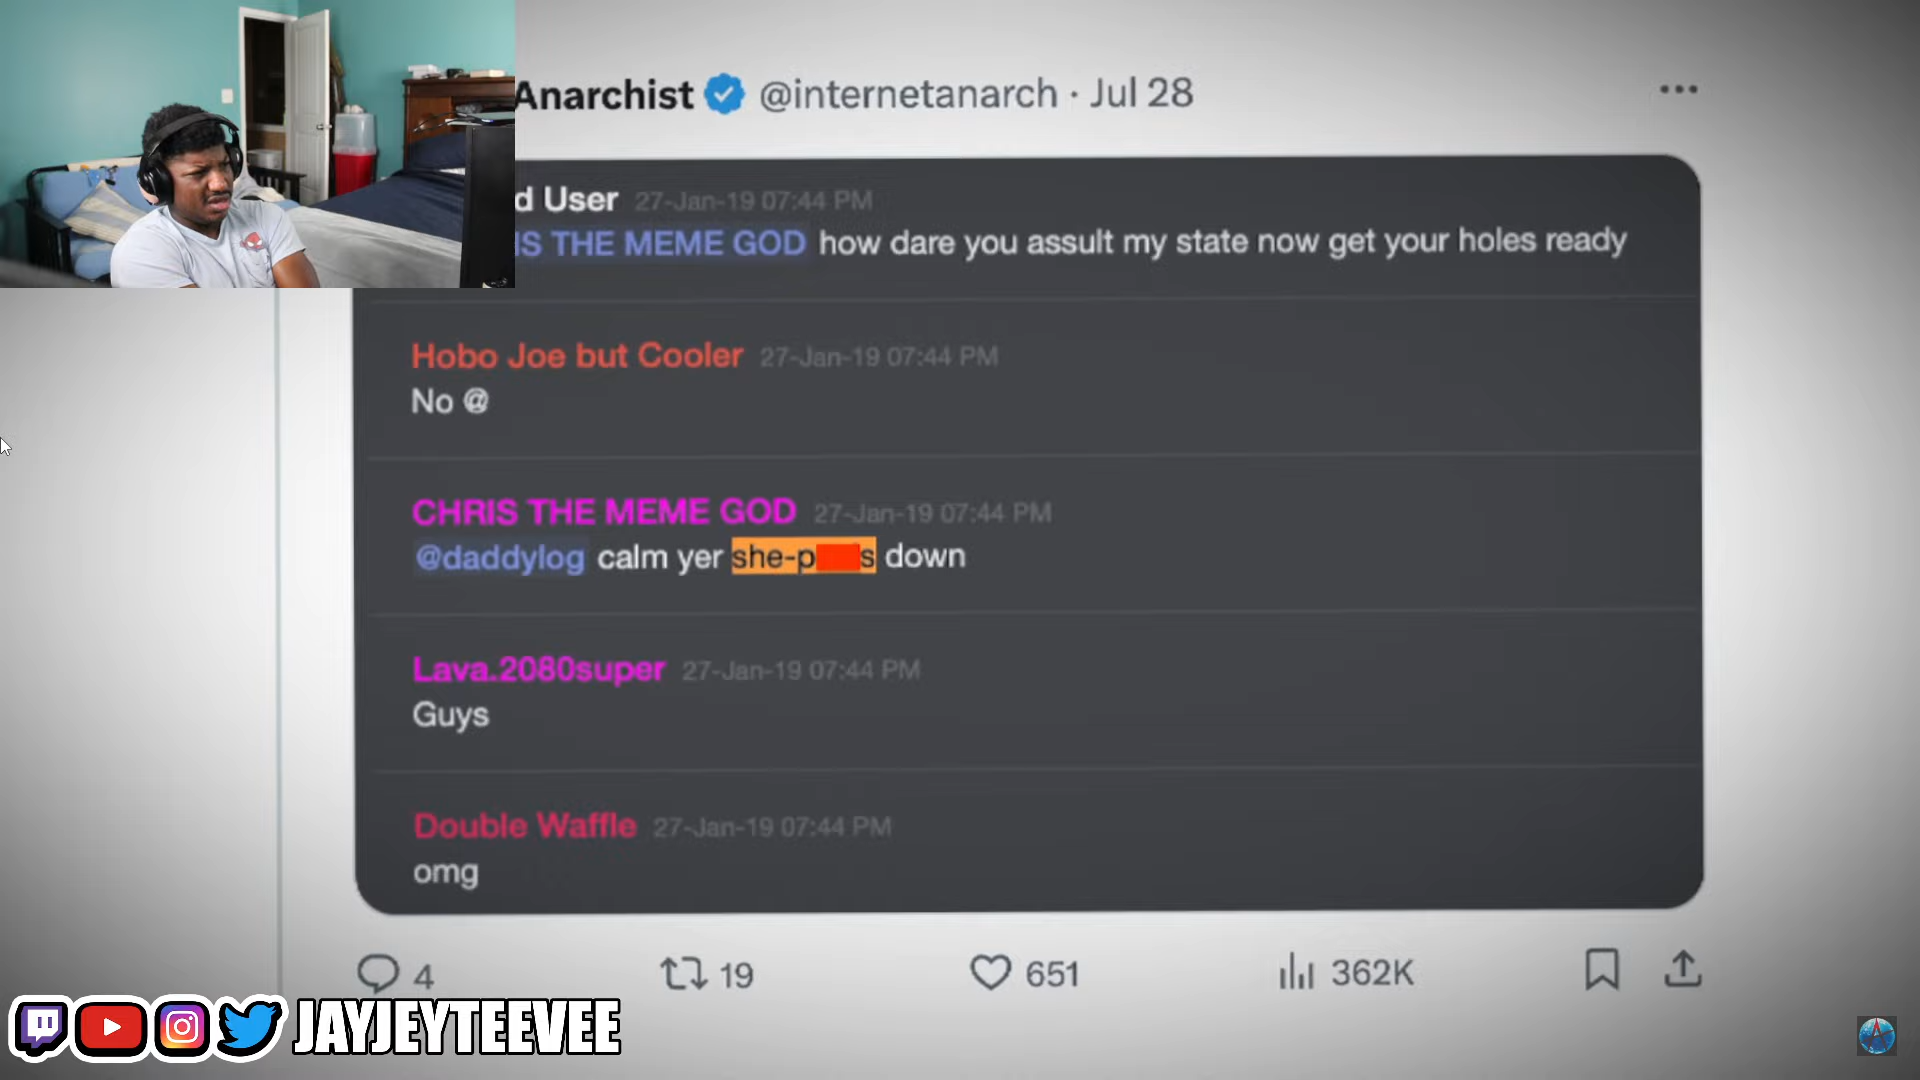 Anarchist @internetanarch · Jul 28
d User 27-Jan-19 07:44 PM
IS THE MEME GOD how dare you assult my state now get your holes ready
Hobo Joe but Cooler 27-Jan-19 07:44 PM
No @
CHRIS THE MEME GOD 27-Jan-19 07:44 PM
@daddylog calm yer she-p s down
Lava.2080super 27-Jan-19 07:44 PM
Guys
Double Waffle 27-Jan-19 07:44 PM
omg
4 19 651 362K
JAYJEYTEEVEE